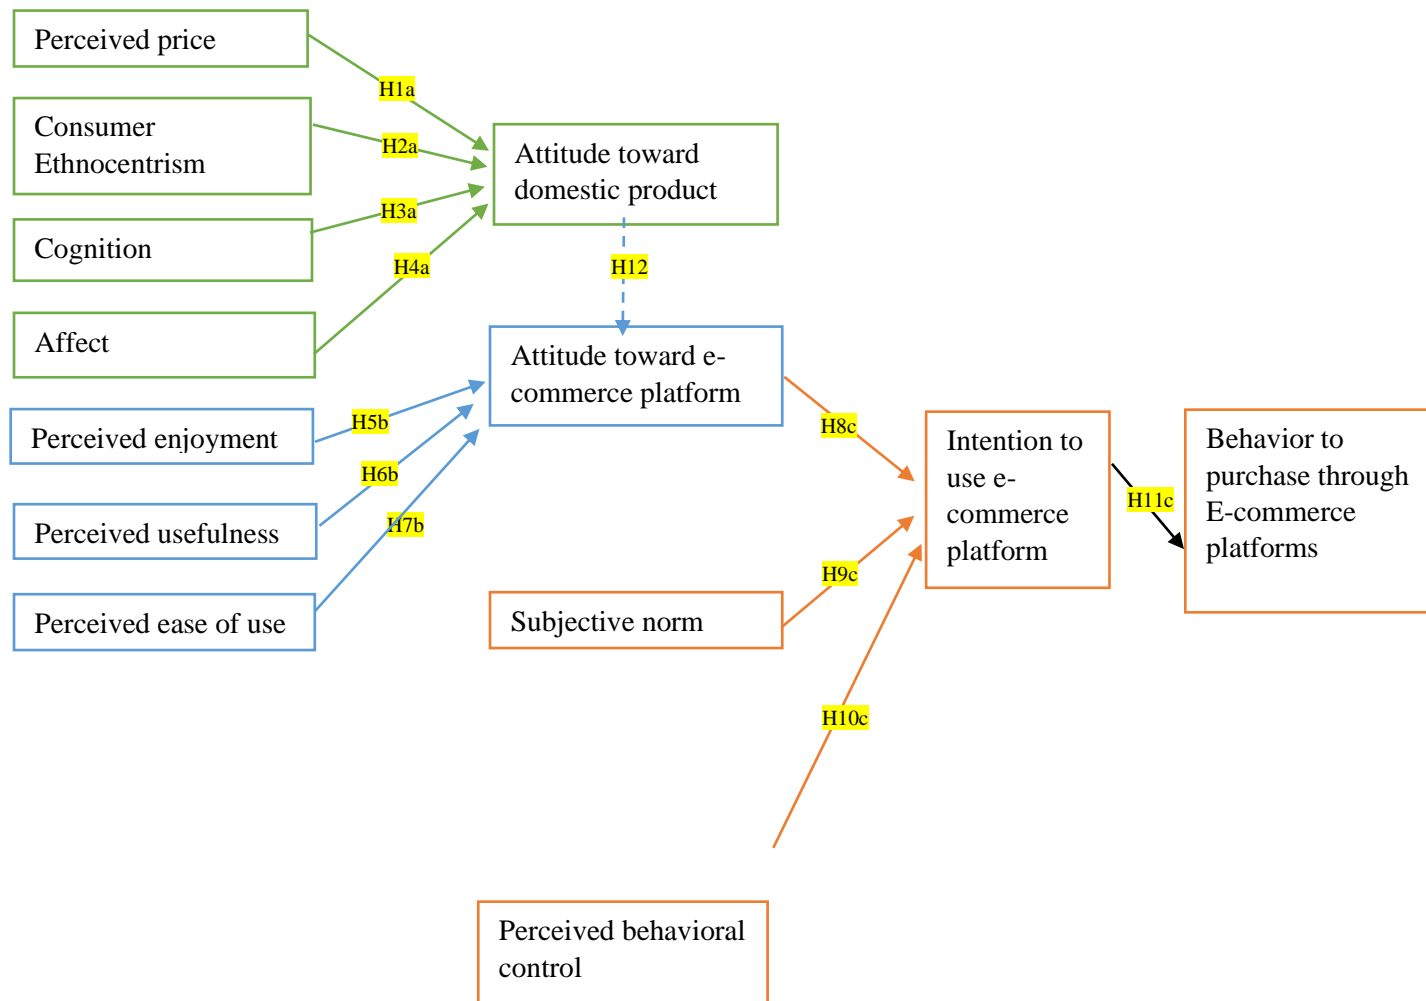 Perceived price
H1a
Consumer
Ethnocentrism
H2a
Attitude toward
domestic product
H3a
Cognition
H4a
H12
Affect
Attitude toward e-
commerce platform
Perceived enjoyment
H5b
H8c
Intention to
use e-
commerce
platform
Behavior to
purchase through
E-commerce
platforms
H6b
H11c
Perceived usefulness
H7b
H9c
Perceived ease of use
Subjective norm
H10c
Perceived behavioral
control